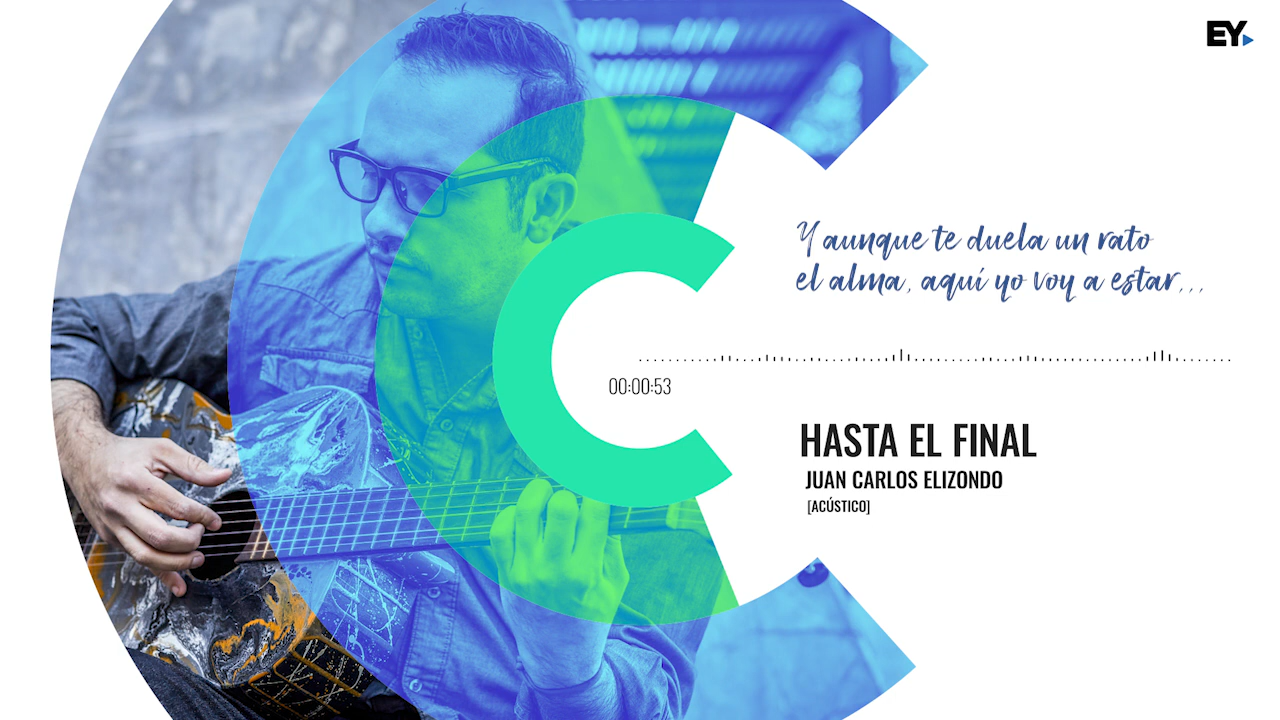 EY
Y aunque te duela un rato
el alma, aquí yo voy a estar...
00:00:53
HASTA EL FINAL
JUAN CARLOS ELIZONDO
[ACÚSTICO]